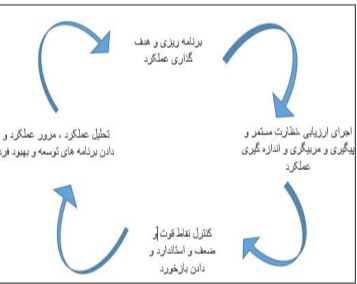 برنامه ریزی و هدف
گذاری عملکرد
اجرای ارزیابی ،نظارت مستمر و
پیگیری و مربیگری و اندازه گیری
عملکرد
کنترل نقاط قوت و
ضعف و استاندارد و
دادن بازخورد
تحلیل عملکرد ، مرور عملکرد و
دادن برنامه های توسعه و بهبود فرد